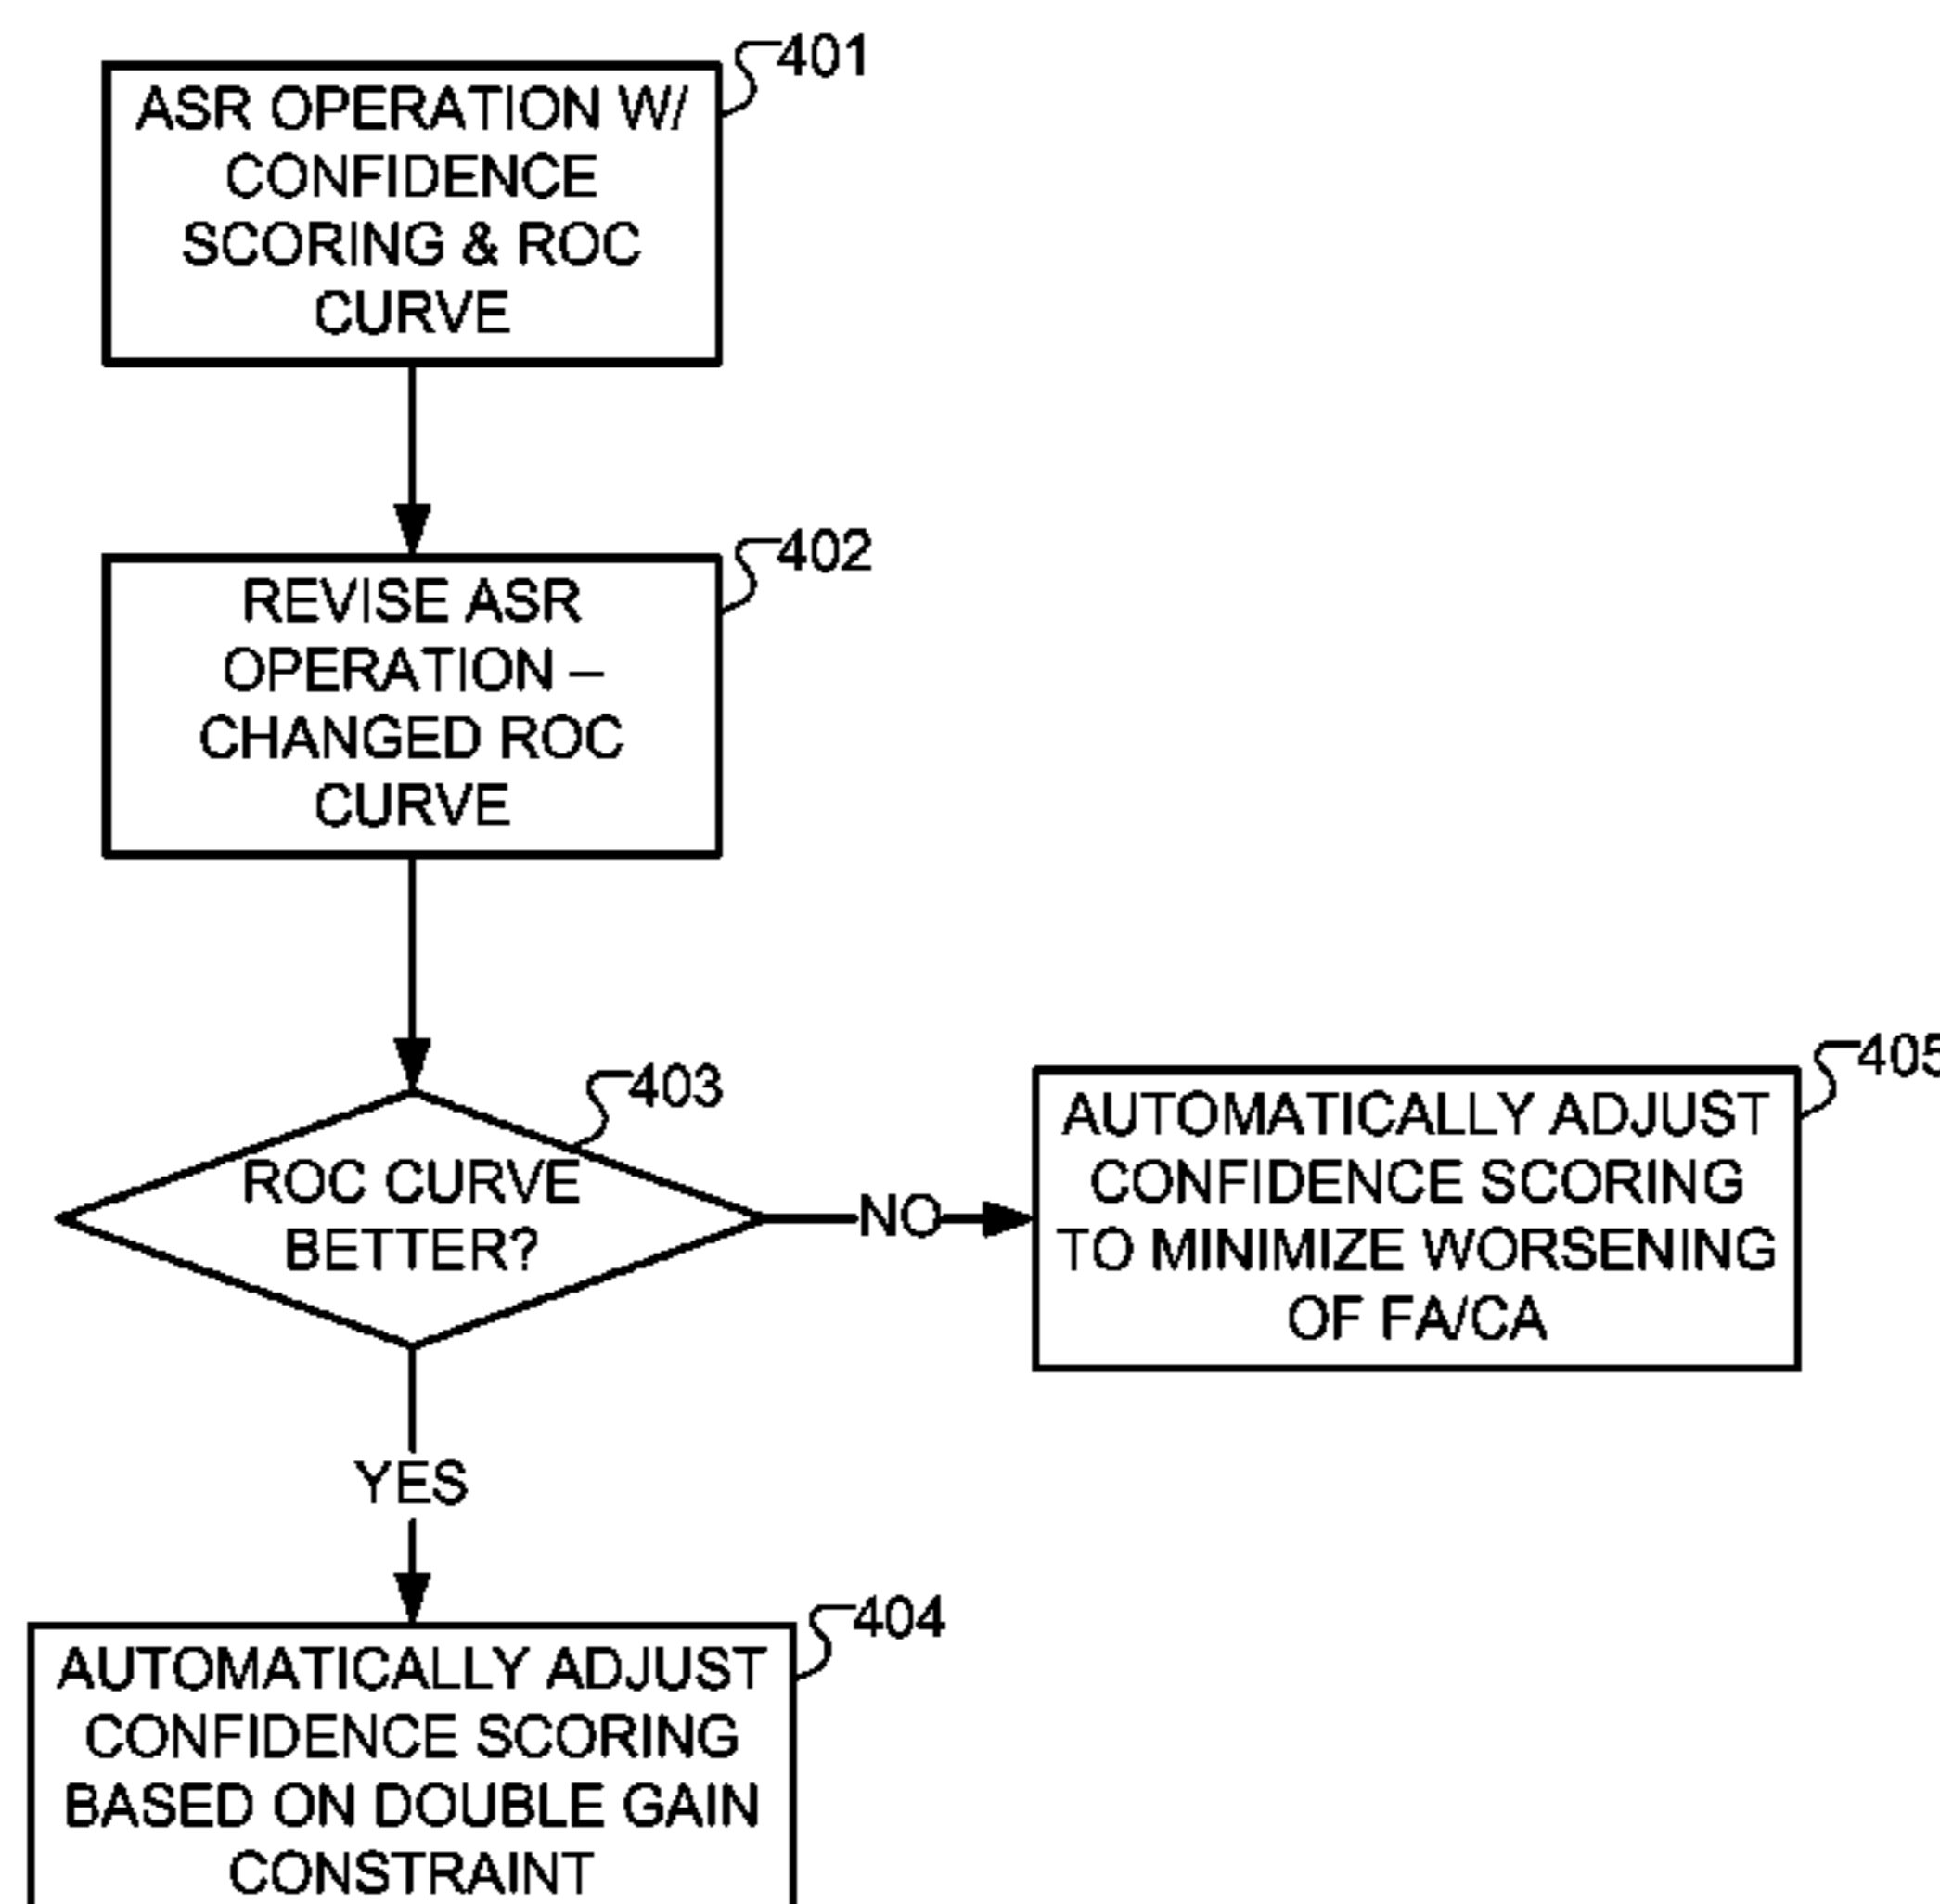 401
ASR OPERATION W/
CONFIDENCE
SCORING & ROC
CURVE
402
REVISE ASR
OPERATION –
CHANGED ROC
CURVE
403
ROC CURVE
BETTER?
NO
405
AUTOMATICALLY ADJUST
CONFIDENCE SCORING
TO MINIMIZE WORSENING
OF FA/CA
YES
404
AUTOMATICALLY ADJUST
CONFIDENCE SCORING
BASED ON DOUBLE GAIN
CONSTRAINT